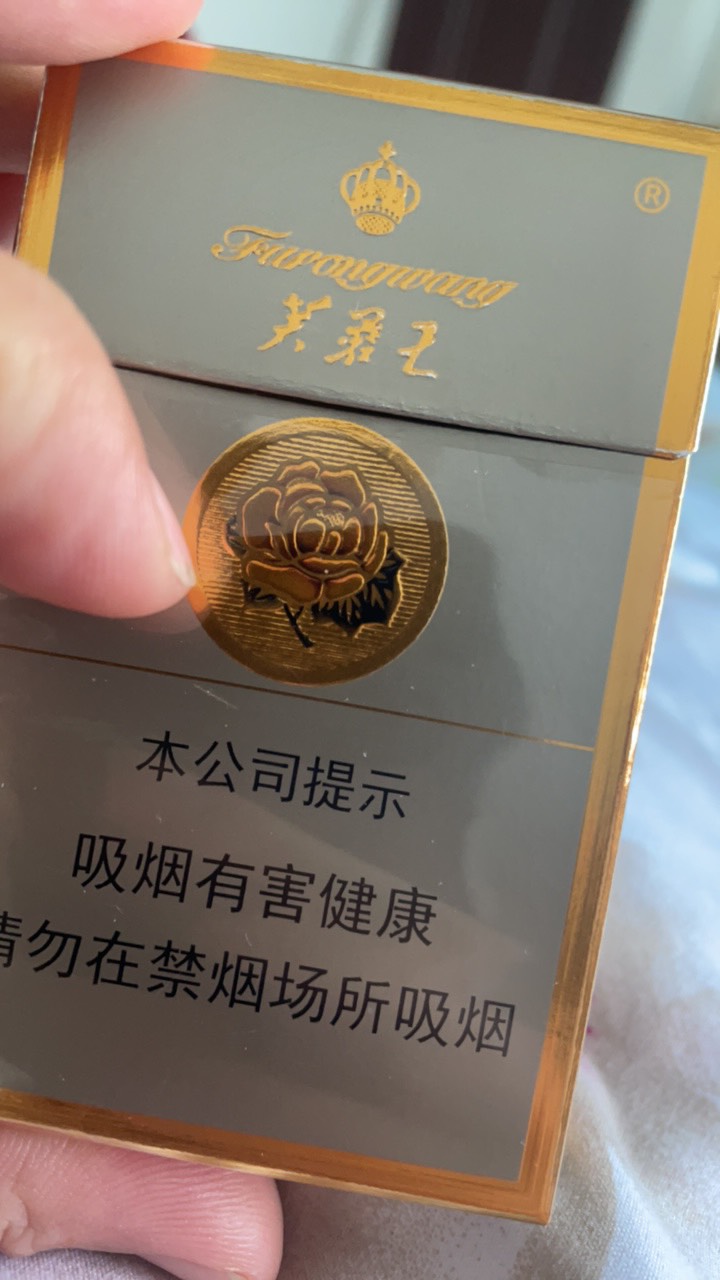 ®
Furongwang
芙蓉王
本公司提示
吸烟有害健康
请勿在禁烟场所吸烟